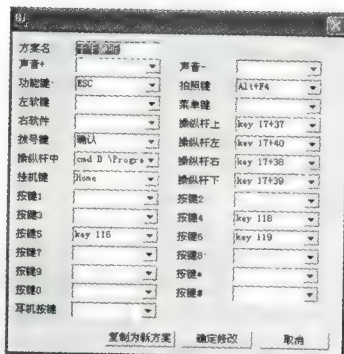 方案名
声音+ 声音-
功能键 ESC 拍照键 Alt+F4
左软键 菜单键
右软件 操纵杆上 key 17+37
拨号键 确认 操纵杆左 key 17+40
操纵杆中 cmd D \Progra 操纵杆右 key 17+38
挂机键 Home 操纵杆下 key 17+39
按键1 按键2
按键3 按键4 key 118
按键5 key 116 按键6 key 119
按键7 按键8
按键9 按键*
按键0 按键#
耳机按键
复制为新方案 确定修改 取消